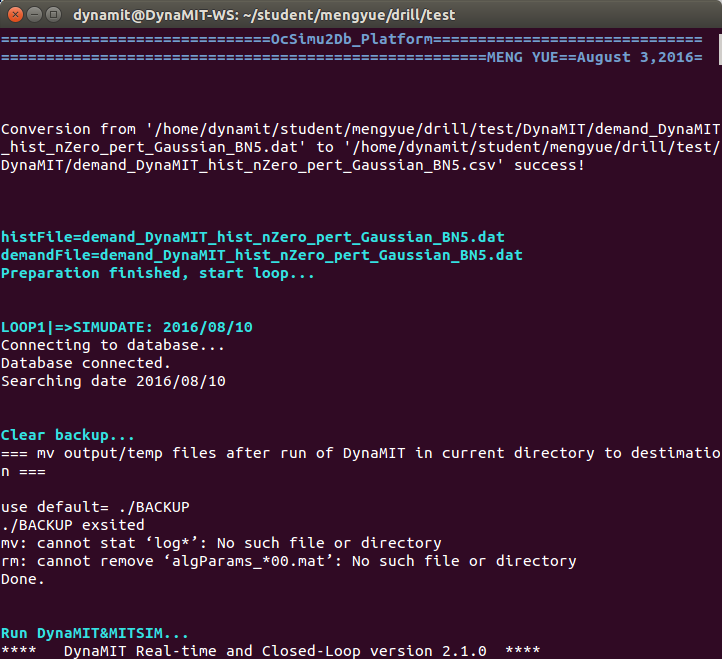 dynamit@DynaMIT-WS: ~/student/mengyue/drill/test
==============================OcSimu2Db_Platform==============================
======================================================MENG YUE==August 3,2016=
Conversion from '/home/dynamit/student/mengyue/drill/test/DynaMIT/demand_DynaMIT
_hist_nZero_pert_Gaussian_BN5.dat' to '/home/dynamit/student/mengyue/drill/test/
DynaMIT/demand_DynaMIT_hist_nZero_pert_Gaussian_BN5.csv' success!
histFile=demand_DynaMIT_hist_nZero_pert_Gaussian_BN5.dat
demandFile=demand_DynaMIT_hist_nZero_pert_Gaussian_BN5.dat
Preparation finished, start loop...
LOOP1|=>SIMUDATE: 2016/08/10
Connecting to database...
Database connected.
Searching date 2016/08/10
Clear backup...
=== mv output/temp files after run of DynaMIT in current directory to destinatio
n ===
use default= ./BACKUP
./BACKUP exsited
mv: cannot stat ‘log*’: No such file or directory
rm: cannot remove ‘algParams_*00.mat’: No such file or directory
Done.
Run DynaMIT&MITSIM...
****   DynaMIT Real-time and Closed-Loop version 2.1.0  ****